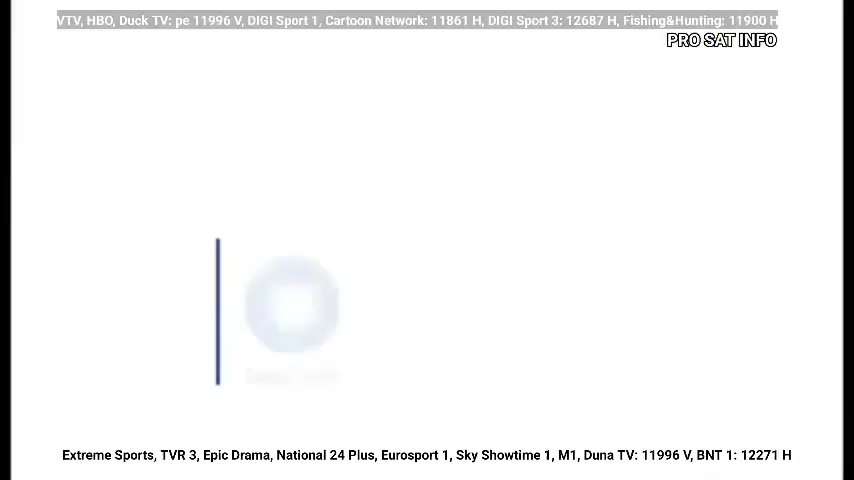 VTV, HBO, Duck TV: pe 11996 V, DIGI Sport 1, Cartoon Network: 11861 H, DIGI Sport 3: 12687 H, Fishing&Hunting: 11900 H
PRO SAT INFO
Extreme Sports, TVR 3, Epic Drama, National 24 Plus, Eurosport 1, Sky Showtime 1, M1, Duna TV: 11996 V, BNT 1: 12271 H